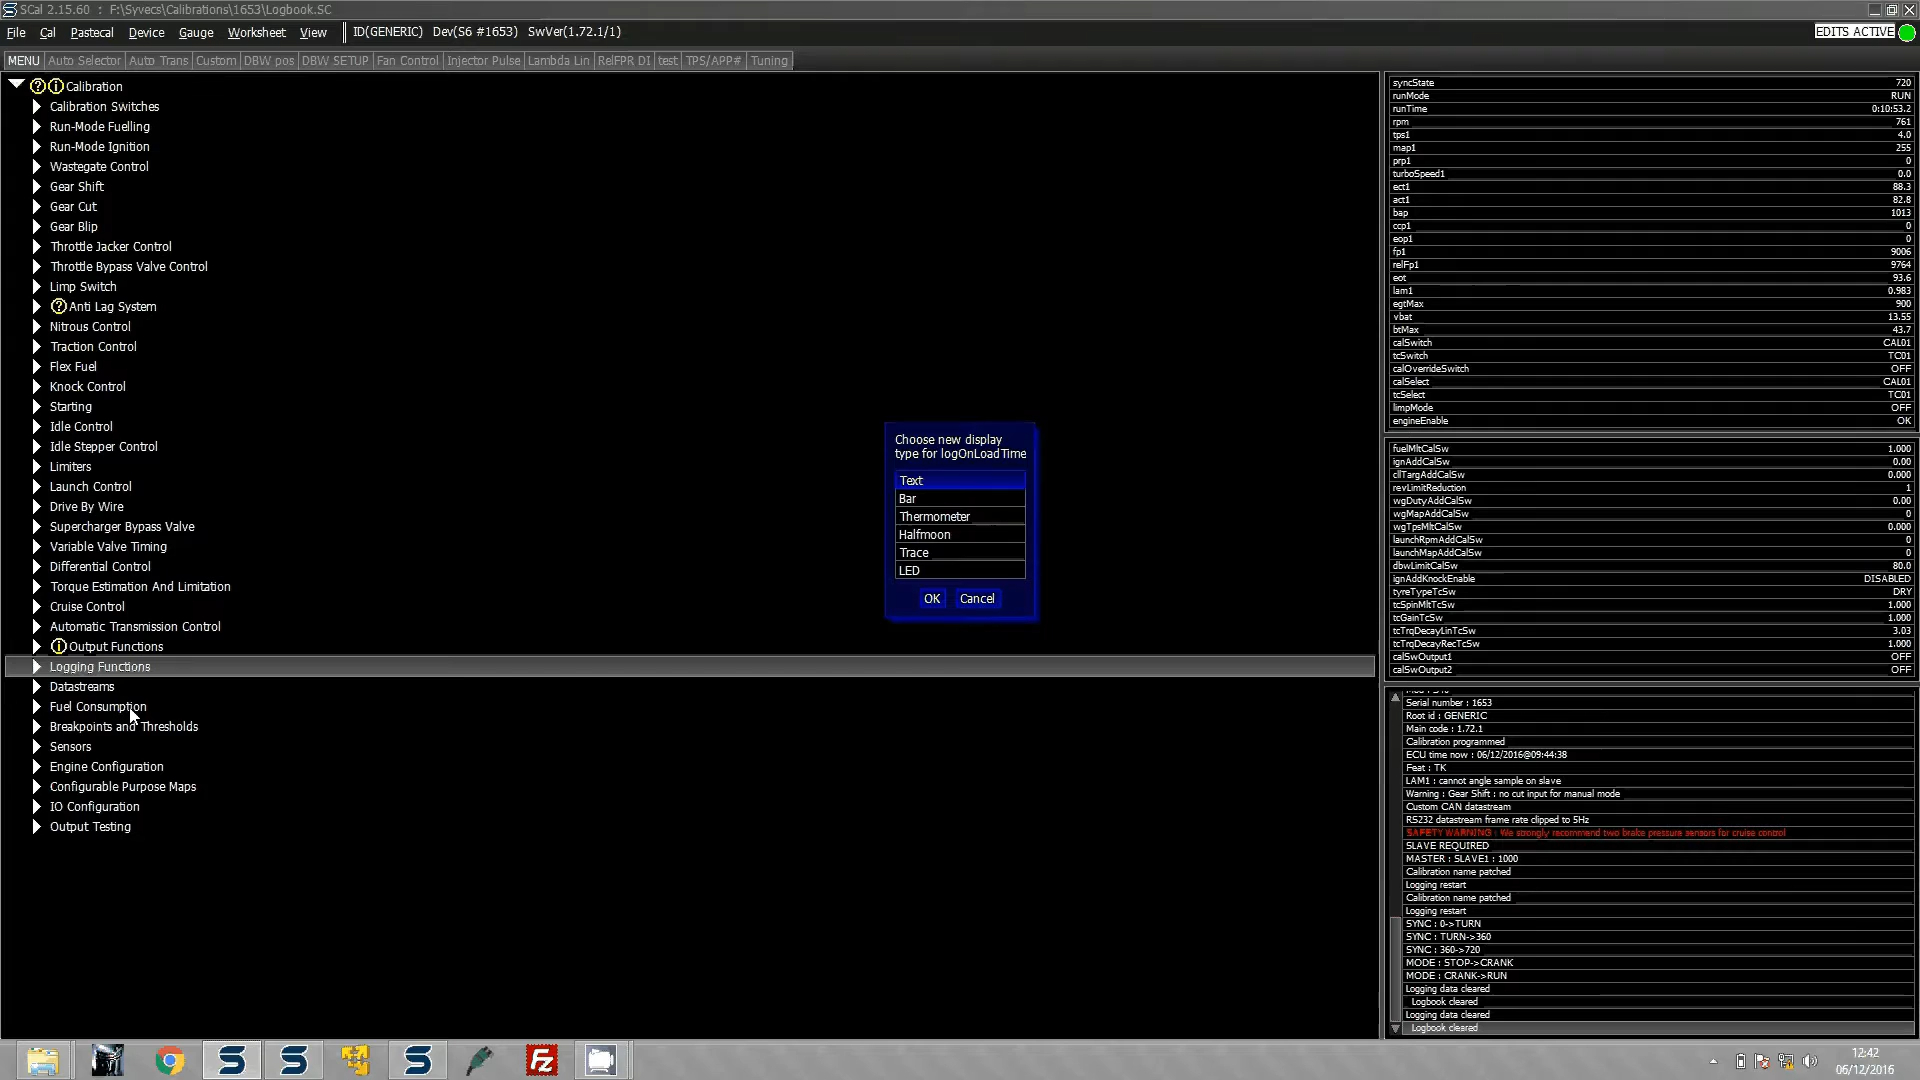 SCal 2.15.60 : F:\Syvecs\Calibrations\1653\Logbook.SC
File Cal Pastecal Device Gauge Worksheet View ID(GENERIC) Dev(S6 #1653) SwVer(1.72.1/1) EDITS ACTIVE
MENU Auto Selector Auto Trans Custom DBW pos DBW SETUP Fan Control Injector Pulse Lambda Lin RelFPR DI test TPS/APP# Tuning
Calibration
Calibration Switches
Run-Mode Fuelling
Run-Mode Ignition
Wastegate Control
Gear Shift
Gear Cut
Gear Blip
Throttle Jacker Control
Throttle Bypass Valve Control
Limp Switch
Anti Lag System
Nitrous Control
Traction Control
Flex Fuel
Knock Control
Starting
Idle Control
Idle Stepper Control
Limiters
Launch Control
Drive By Wire
Supercharger Bypass Valve
Variable Valve Timing
Differential Control
Torque Estimation And Limitation
Cruise Control
Automatic Transmission Control
Output Functions
Logging Functions
Datastreams
Fuel Consumption
Breakpoints and Thresholds
Sensors
Engine Configuration
Configurable Purpose Maps
IO Configuration
Output Testing
Choose new display
type for logOnLoadTime
Text
Bar
Thermometer
Halfmoon
Trace
LED
OK Cancel
syncState 720
runMode RUN
runTime 0:10:53.2
rpm 761
tps1 4.0
map1 255
prp1 0
turboSpeed1 0.0
ect1 88.3
act1 82.8
bap 1013
ccp1 0
eop1 0
fp1 9006
relFp1 9764
eot 93.6
lam1 0.983
egtMax 900
vbat 13.55
btMax 43.7
calSwitch CAL01
tcSwitch TC01
calOverrideSwitch OFF
calSelect CAL01
tcSelect TC01
limpMode OFF
engineEnable OK
fuelMltCalSw 1.000
ignAddCalSw 0.00
cllTargAddCalSw 0.000
revLimitReduction 1
wgDutyAddCalSw 0.00
wgMapAddCalSw 0
wgTpsMltCalSw 0.000
launchRpmAddCalSw 0
launchMapAddCalSw 0
dbwLimitCalSw 80.0
ignAddKnockEnable DISABLED
tyreTypeTcSw DRY
tcSpinMltTcSw 1.000
tcGainTcSw 1.000
tcTrqDecayLinTcSw 3.03
tcTrqDecayRecTcSw 1.000
calSwOutput1 OFF
calSwOutput2 OFF
Serial number : 1653
Root id : GENERIC
Main code : 1.72.1
Calibration programmed
ECU time now : 06/12/2016@09:44:38
Feat : TK
LAM1 : cannot angle sample on slave
Warning : Gear Shift : no cut input for manual mode
Custom CAN datastream
RS232 datastream frame rate clipped to 5Hz
SAFETY WARNING : We strongly recommend two brake pressure sensors for cruise control
SLAVE REQUIRED
MASTER : SLAVE1 : 1000
Calibration name patched
Logging restart
Calibration name patched
Logging restart
SYNC : 0->TURN
SYNC : TURN->360
SYNC : 360->720
MODE : STOP->CRANK
MODE : CRANK->RUN
Logging data cleared
Logbook cleared
Logging data cleared
Logbook cleared
12:42
06/12/2016